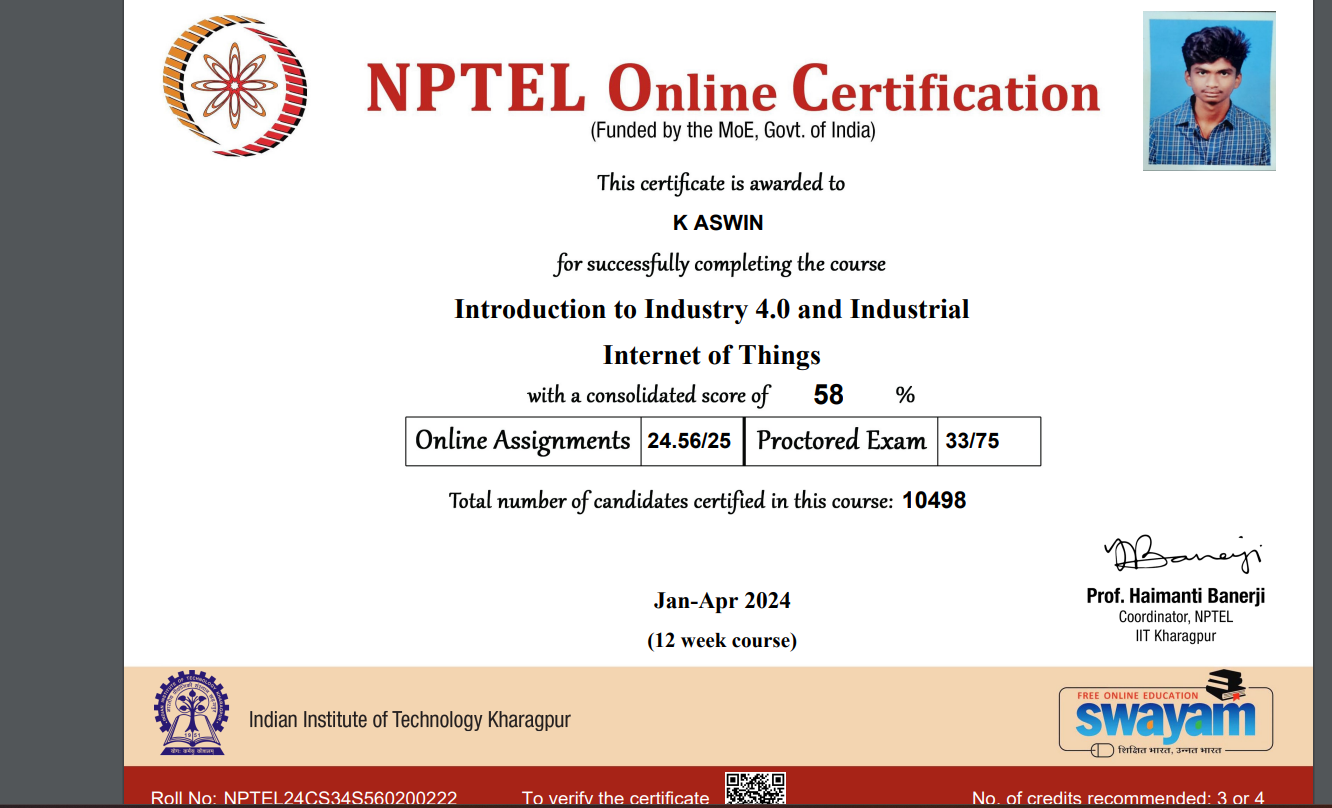 NPTEL Online Certification
(Funded by the MoE, Govt. of India)
This certificate is awarded to
K ASWIN
for successfully completing the course
Introduction to Industry 4.0 and Industrial
Internet of Things
with a consolidated score of 58 %
Online Assignments 24.56/25 Proctored Exam 33/75
Total number of candidates certified in this course: 10498
Prof. Haimanti Banerji
Coordinator, NPTEL
IIT Kharagpur
Jan-Apr 2024
(12 week course)
1951
Indian Institute of Technology Kharagpur
FREE ONLINE EDUCATION
swayam
शिक्षित भारत, उन्नत भारत
Roll No: NPTEL24CS34S560200222 To verify the certificate No. of credits recommended: 3 or 4